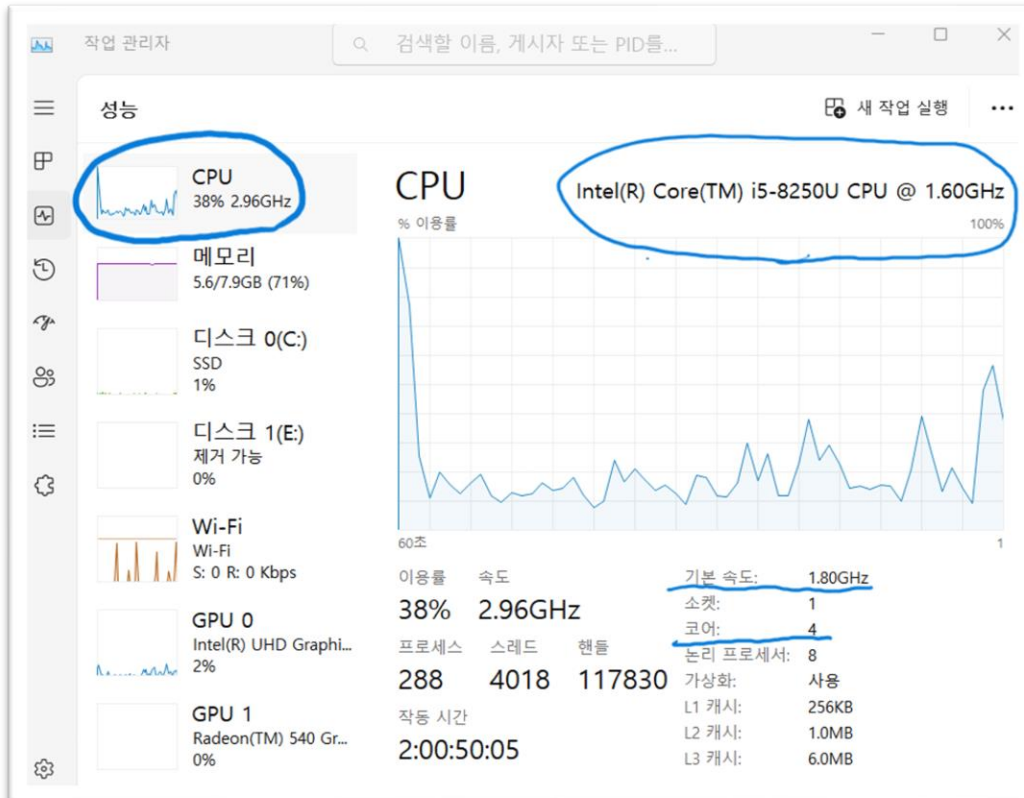 작업 관리자
검색할 이름, 게시자 또는 PID를...
성능
새 작업 실행
CPU
38% 2.96GHz
메모리
5.6/7.9GB (71%)
디스크 0(C:)
SSD
1%
디스크 1(E:)
제거 가능
0%
Wi-Fi
Wi-Fi
S: 0 R: 0 Kbps
GPU 0
Intel(R) UHD Graphi...
2%
GPU 1
Radeon(TM) 540 Gr...
0%
CPU
Intel(R) Core(TM) i5-8250U CPU @ 1.60GHz
% 이용률
100%
60초
1
이용률 속도
38% 2.96GHz
프로세스 스레드 핸들
288 4018 117830
작동 시간
2:00:50:05
기본 속도: 1.80GHz
소켓: 1
코어: 4
논리 프로세서: 8
가상화: 사용
L1 캐시: 256KB
L2 캐시: 1.0MB
L3 캐시: 6.0MB